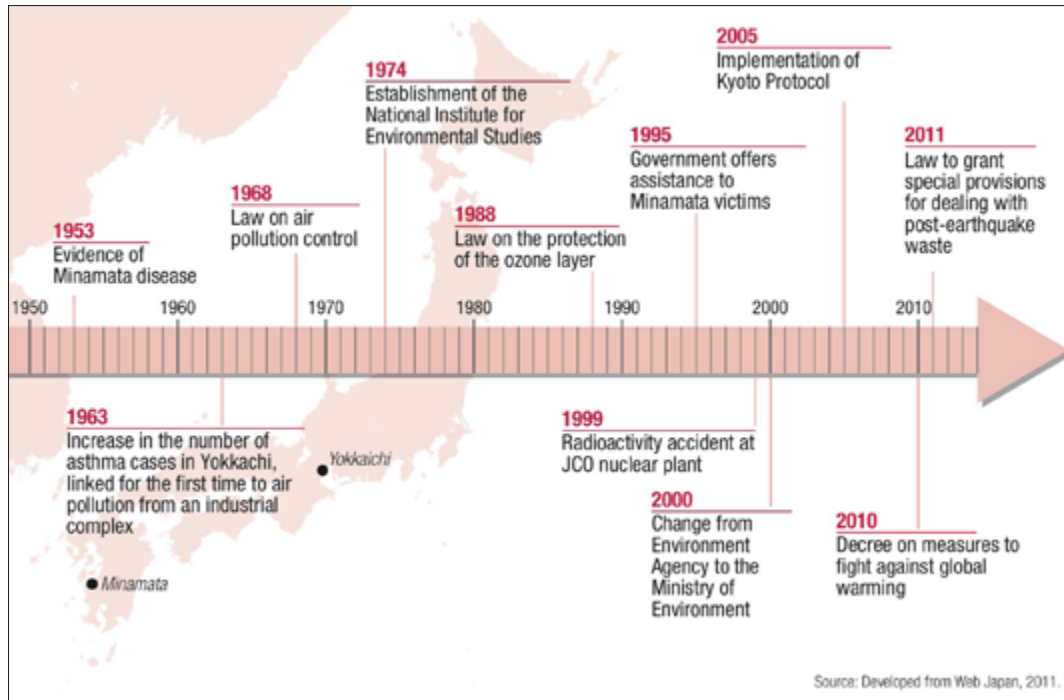 2005
Implementation of
Kyoto Protocol
1974
Establishment of the
National Institute for
Environmental Studies
1995
Government offers
assistance to
Minamata victims
2011
Law to grant
special provisions
for dealing with
post-earthquake
waste
1968
Law on air
pollution control
1988
Law on the protection
of the ozone layer
1953
Evidence of
Minamata disease
1950 1960 1970 1980 1990 2000 2010
1963
Increase in the number of
asthma cases in Yokkachi,
linked for the first time to air
pollution from an industrial
complex
Yokkaichi
Minamata
1999
Radioactivity accident at
JCO nuclear plant
2000
Change from
Environment
Agency to the
Ministry of
Environment
2010
Decree on measures to
fight against global
warming
Source: Developed from Web Japan, 2011.